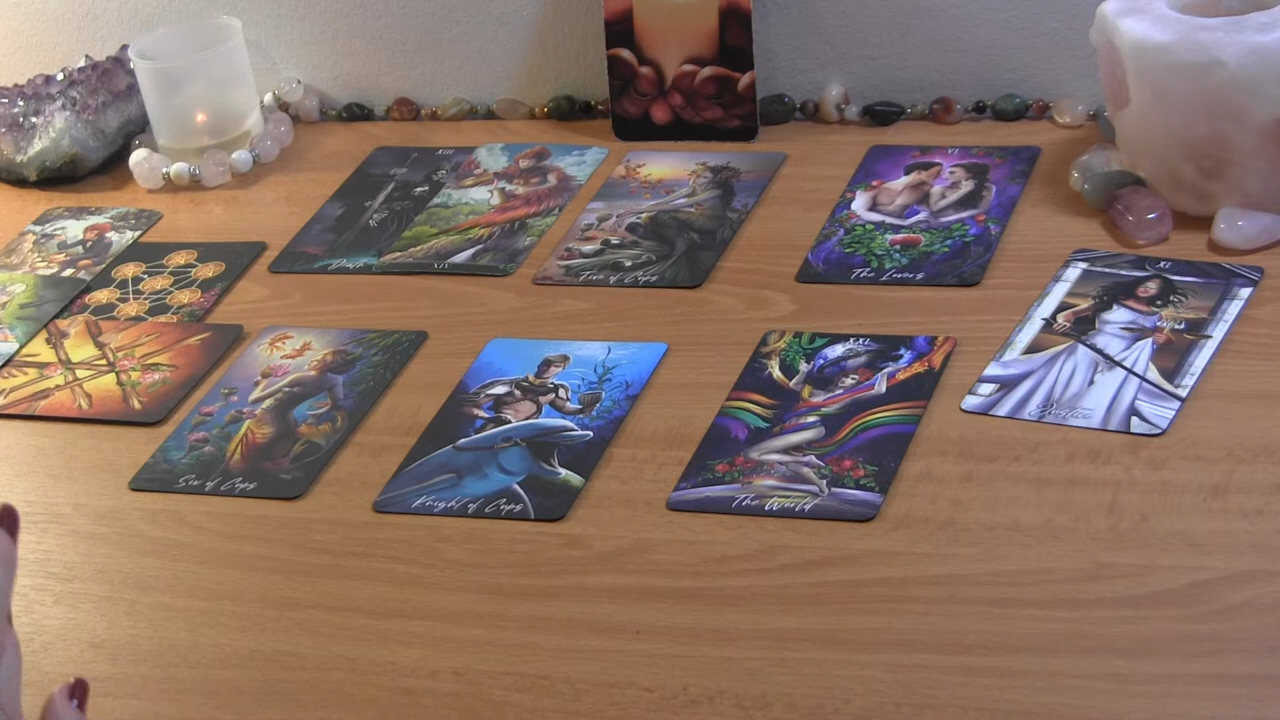 XIII
Death
XIV
Five of Cups
VI
The Lovers
XI
Justice
Six of Cups
Knight of Cups
XXI
The World